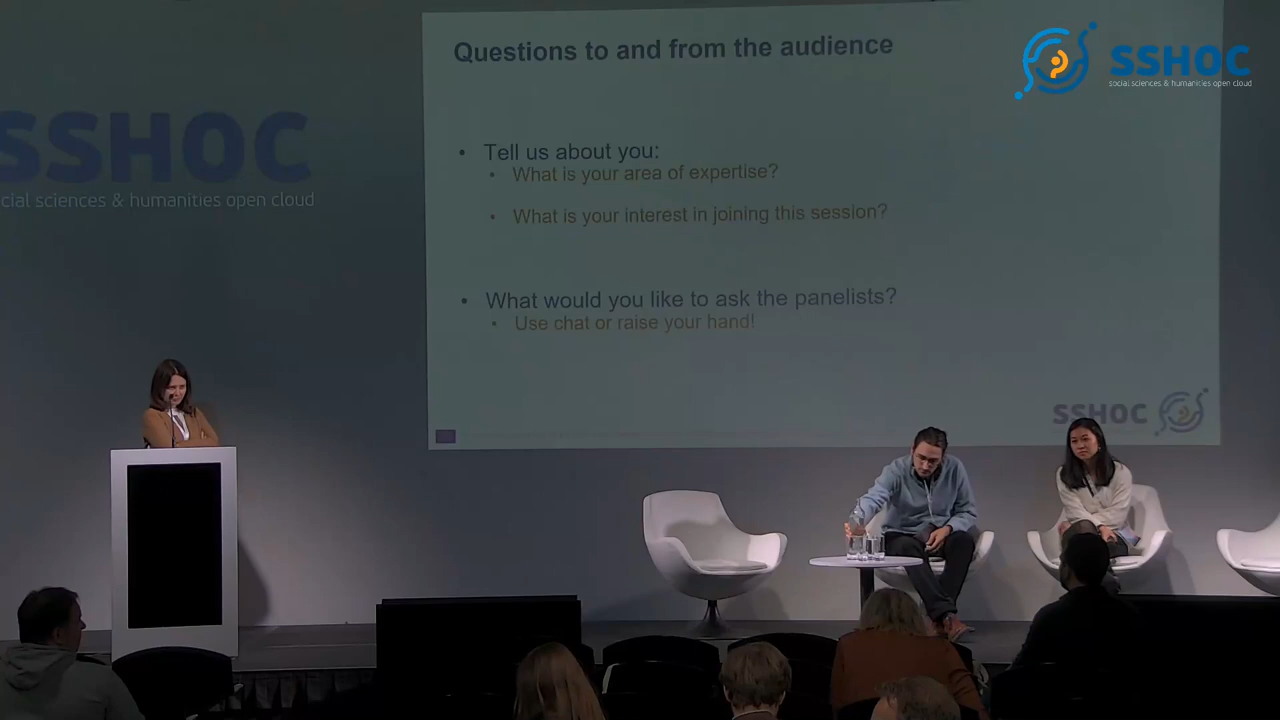 Questions to and from the audience
SSHOC
social sciences & humanities open cloud
SSHOC
cial sciences & humanities open cloud
• Tell us about you:
• What is your area of expertise?
• What is your interest in joining this session?
• What would you like to ask the panelists?
• Use chat or raise your hand!
SSHOC